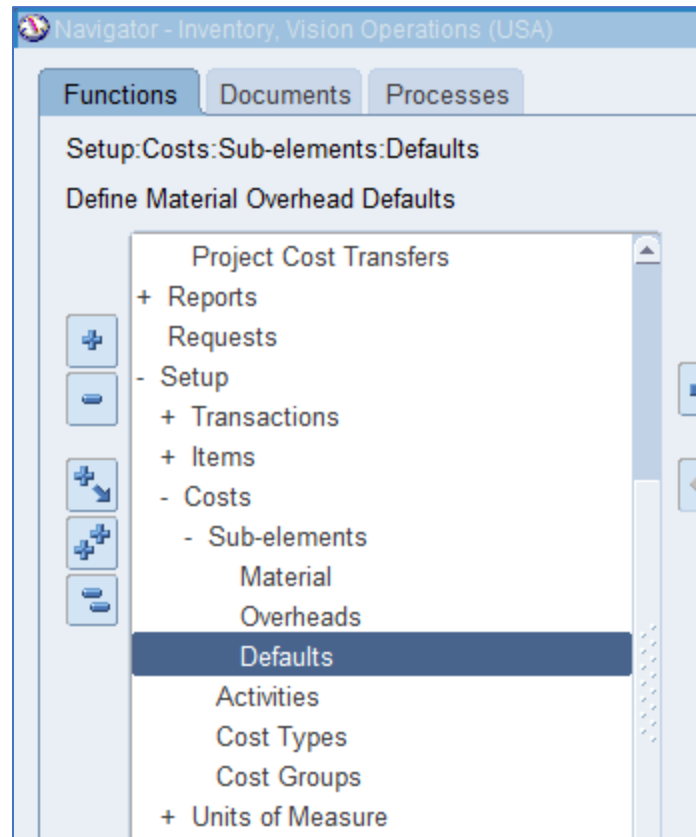 Navigator - Inventory, Vision Operations (USA)
Functions Documents Processes
Setup:Costs:Sub-elements:Defaults
Define Material Overhead Defaults
Project Cost Transfers
+ Reports
Requests
- Setup
+ Transactions
+ Items
- Costs
- Sub-elements
Material
Overheads
Defaults
Activities
Cost Types
Cost Groups
+ Units of Measure